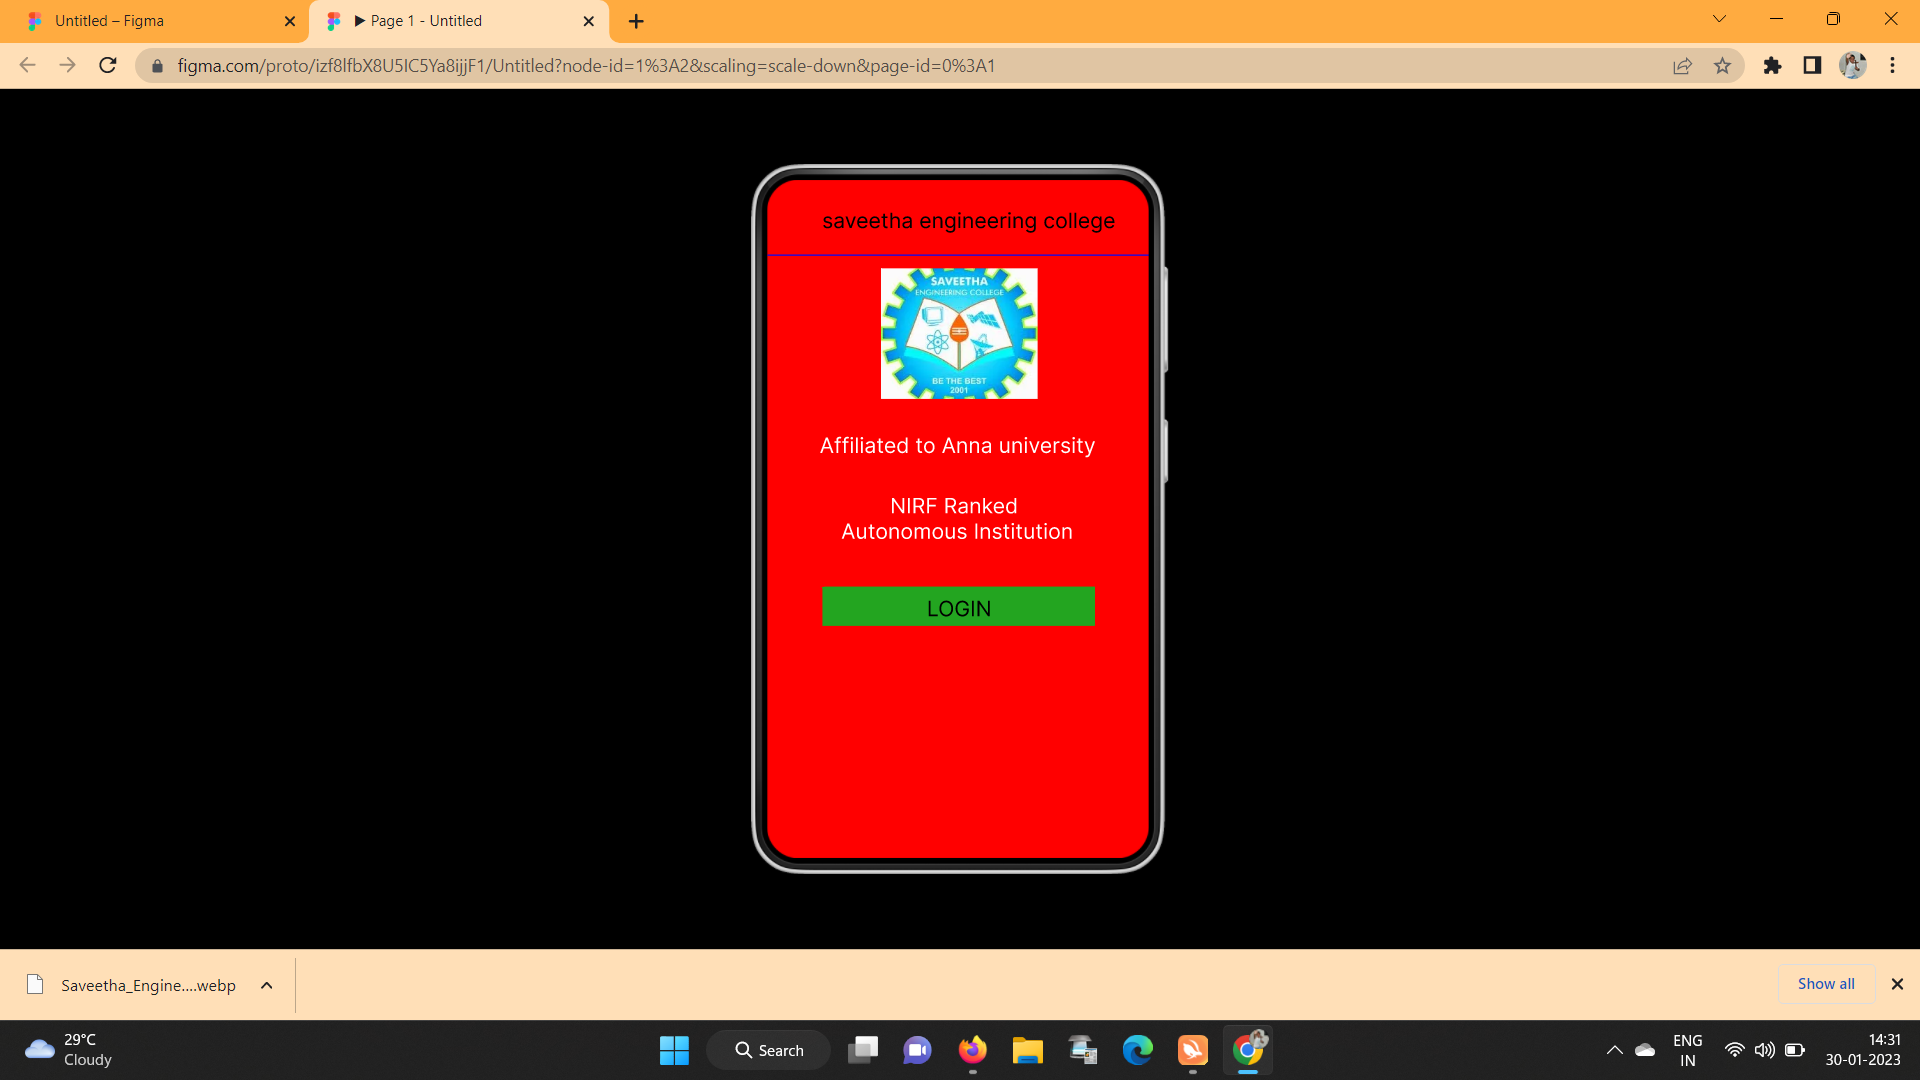 Untitled – Figma
▶ Page 1 - Untitled
figma.com/proto/izf8lfbX8U5IC5Ya8ijjF1/Untitled?node-id=1%3A2&scaling=scale-down&page-id=0%3A1
saveetha engineering college
SAVEETHA
ENGINEERING COLLEGE
BE THE BEST
2001
Affiliated to Anna university
NIRF Ranked
Autonomous Institution
LOGIN
Saveetha_Engine....webp
Show all
29°C
Cloudy
Search
ENG
IN
14:31
30-01-2023